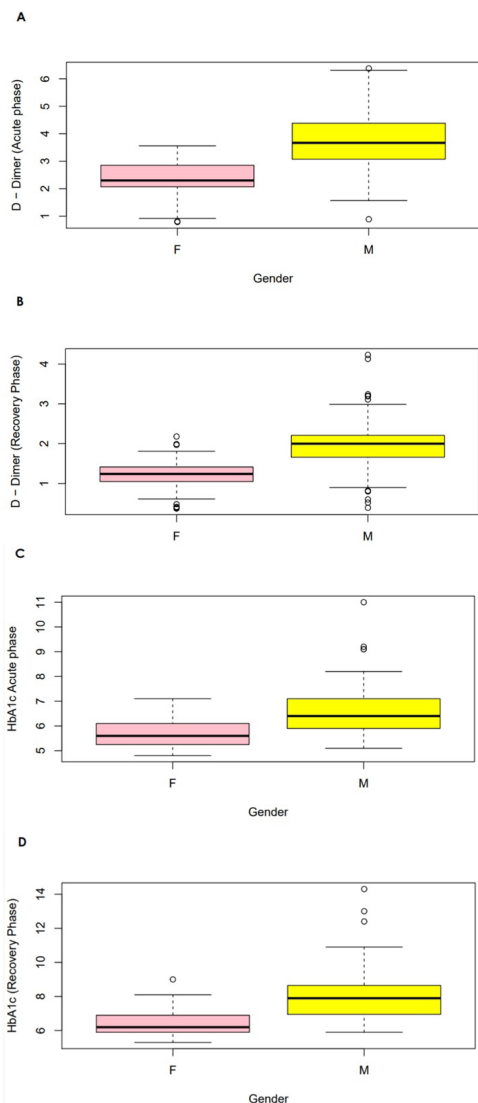 A
D − Dimer (Acute phase)
6
5
4
3
2
1
F
M
Gender
B
D − Dimer (Recovery Phase)
4
3
2
1
F
M
C
HbA1c Acute phase
11
10
9
8
7
6
5
F
M
Gender
D
HbA1c (Recovery Phase)
14
12
10
8
6
F
M
Gender